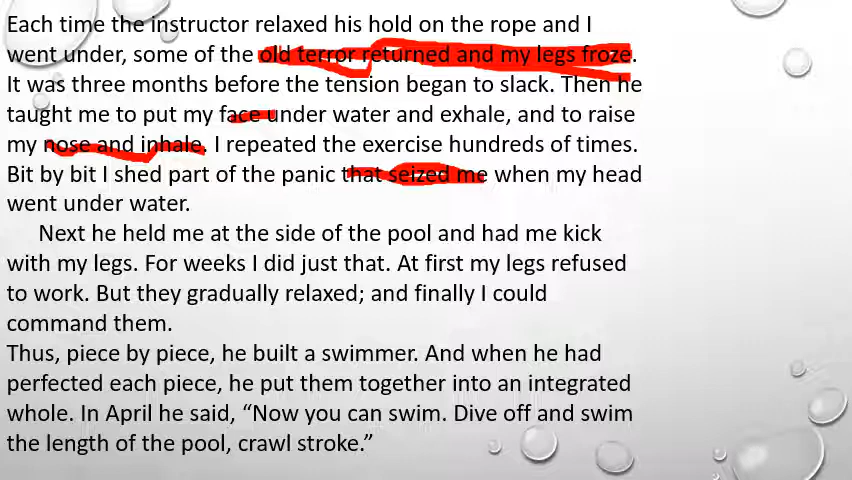 Each time the instructor relaxed his hold on the rope and I
went under, some of the old terror returned and my legs froze.
It was three months before the tension began to slack. Then he
taught me to put my face under water and exhale, and to raise
my nose and inhale. I repeated the exercise hundreds of times.
Bit by bit I shed part of the panic that seized me when my head
went under water.
Next he held me at the side of the pool and had me kick
with my legs. For weeks I did just that. At first my legs refused
to work. But they gradually relaxed; and finally I could
command them.
Thus, piece by piece, he built a swimmer. And when he had
perfected each piece, he put them together into an integrated
whole. In April he said, “Now you can swim. Dive off and swim
the length of the pool, crawl stroke.”